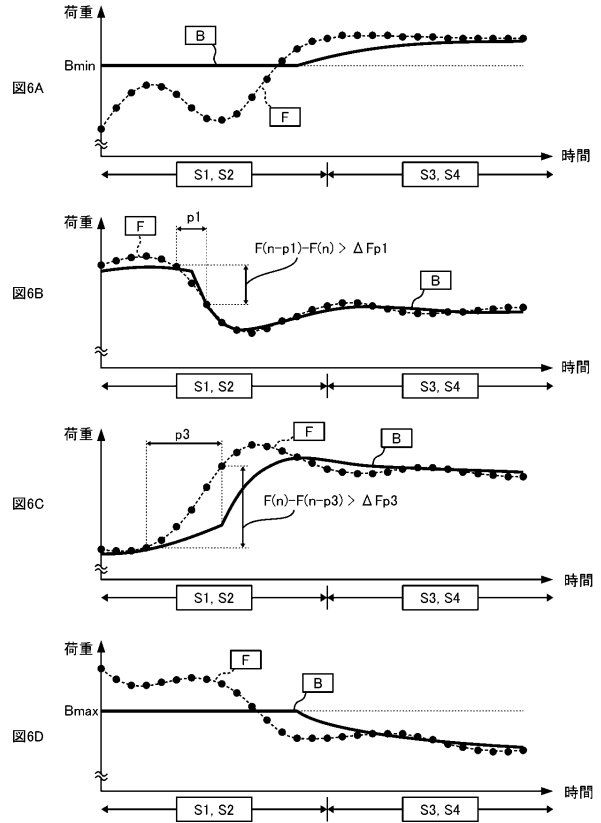 荷重
B
Bmin
図6A
F
時間
S1, S2
S3, S4
荷重
p1
F
F(n-p1)-F(n) > ΔFp1
B
図6B
時間
S1, S2
S3, S4
荷重
p3
F
B
図6C
F(n)-F(n-p3) > ΔFp3
時間
S1, S2
S3, S4
荷重
F
B
Bmax
図6D
時間
S1, S2
S3, S4